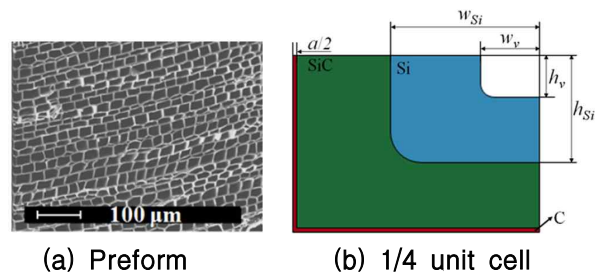 100 µm
(a) Preform
w_Si
a/2
w_v
SiC
Si
h_v
h_Si
C
(b) 1/4 unit cell